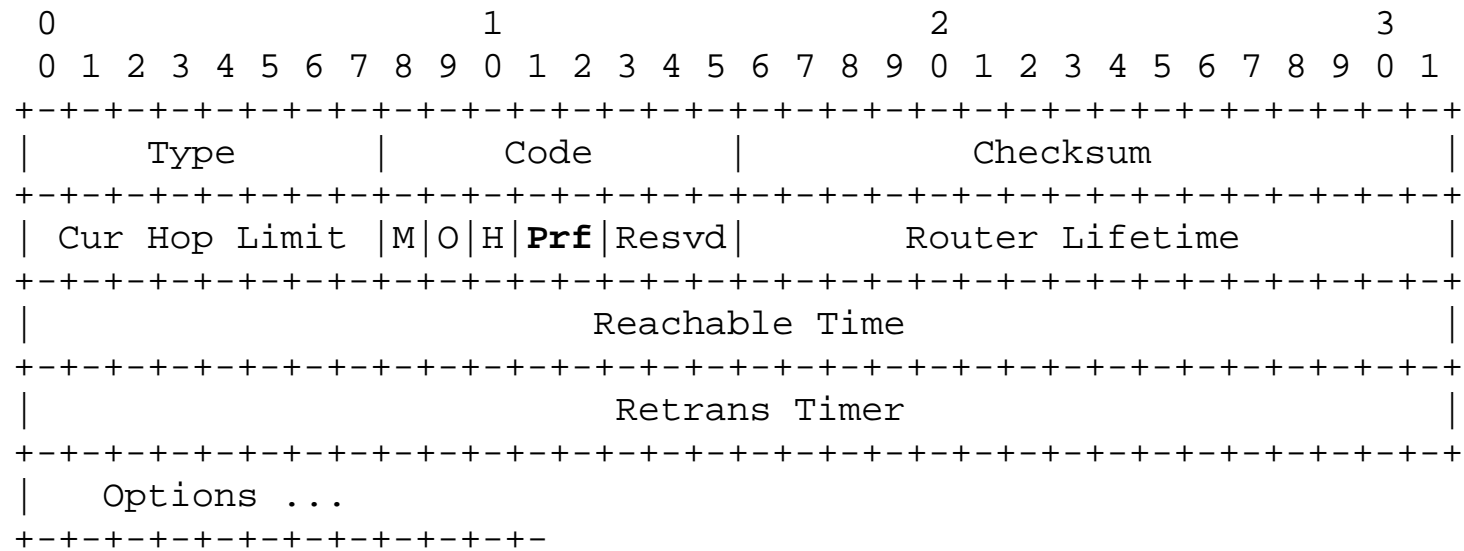 0                   1                   2                   3
 0 1 2 3 4 5 6 7 8 9 0 1 2 3 4 5 6 7 8 9 0 1 2 3 4 5 6 7 8 9 0 1
+-+-+-+-+-+-+-+-+-+-+-+-+-+-+-+-+-+-+-+-+-+-+-+-+-+-+-+-+-+-+-+-+
|     Type      |     Code      |          Checksum             |
+-+-+-+-+-+-+-+-+-+-+-+-+-+-+-+-+-+-+-+-+-+-+-+-+-+-+-+-+-+-+-+-+
| Cur Hop Limit |M|O|H|Prf|Resvd|       Router Lifetime         |
+-+-+-+-+-+-+-+-+-+-+-+-+-+-+-+-+-+-+-+-+-+-+-+-+-+-+-+-+-+-+-+-+
|                         Reachable Time                        |
+-+-+-+-+-+-+-+-+-+-+-+-+-+-+-+-+-+-+-+-+-+-+-+-+-+-+-+-+-+-+-+-+
|                          Retrans Timer                        |
+-+-+-+-+-+-+-+-+-+-+-+-+-+-+-+-+-+-+-+-+-+-+-+-+-+-+-+-+-+-+-+-+
|   Options ...
+-+-+-+-+-+-+-+-+-+-+-+-